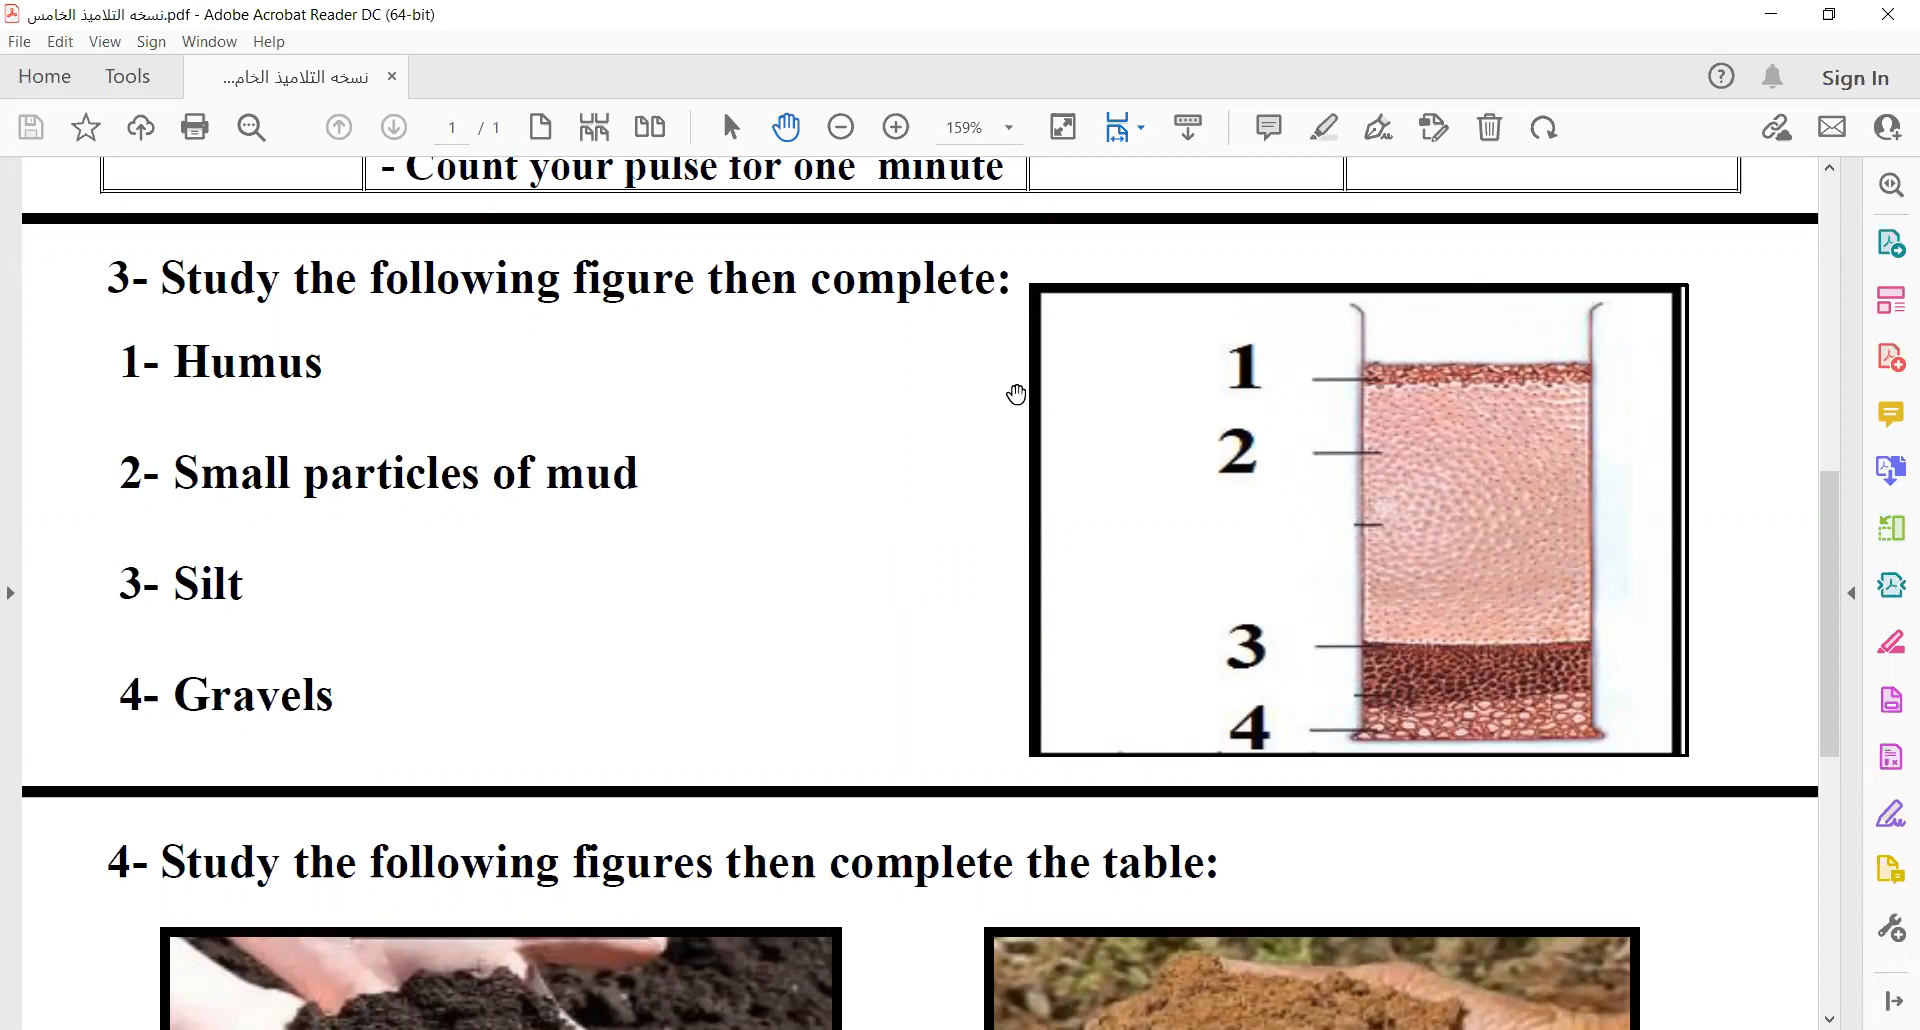 نسخه التلاميذ الخامس.pdf - Adobe Acrobat Reader DC (64-bit)
File Edit View Sign Window Help
Home Tools نسخه التلاميذ الخام... × Sign In
1 / 1 159%
- Count your pulse for one minute
3- Study the following figure then complete:
1- Humus
2- Small particles of mud
3- Silt
4- Gravels
1
2
3
4
4- Study the following figures then complete the table: